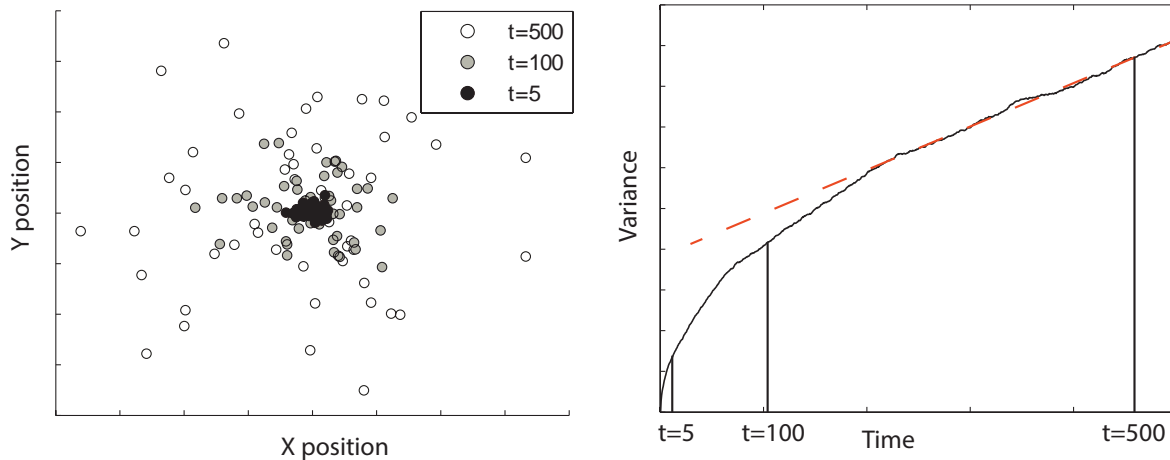 t=500
t=100
t=5
Y position
X position
Variance
t=5
t=100
Time
t=500